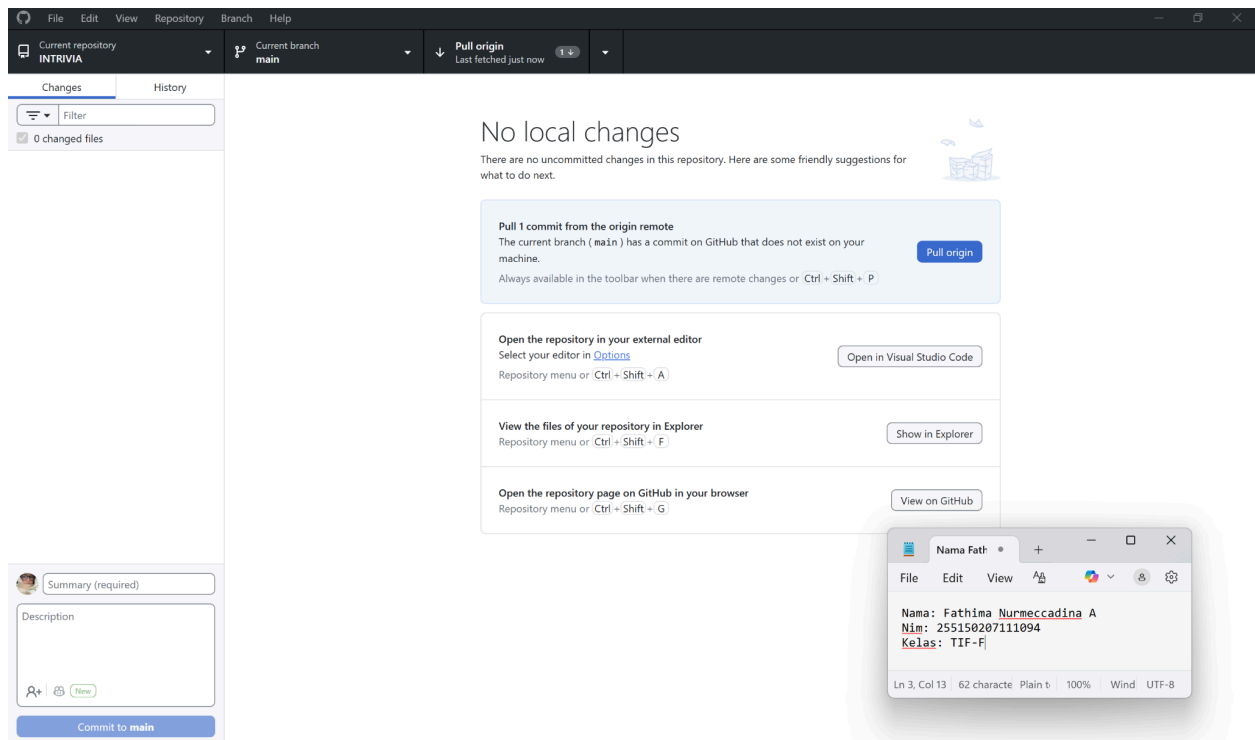 File Edit View Repository Branch Help
Current repository
INTRIVIA
Current branch
main
Pull origin
Last fetched just now
1
Changes History
Filter
0 changed files
No local changes
There are no uncommitted changes in this repository. Here are some friendly suggestions for
what to do next.
Pull 1 commit from the origin remote
The current branch ( main ) has a commit on GitHub that does not exist on your
machine.
Always available in the toolbar when there are remote changes or Ctrl + Shift + P
Pull origin
Open the repository in your external editor
Select your editor in Options
Repository menu or Ctrl + Shift + A
Open in Visual Studio Code
View the files of your repository in Explorer
Repository menu or Ctrl + Shift + F
Show in Explorer
Open the repository page on GitHub in your browser
Repository menu or Ctrl + Shift + G
View on GitHub
Summary (required)
Description
New
Commit to main
Nama Fath
File Edit View
Nama: Fathima Nurmeccadina A
Nim: 255150207111094
Kelas: TIF-F
Ln 3, Col 13 62 characte Plain t 100% Wind UTF-8